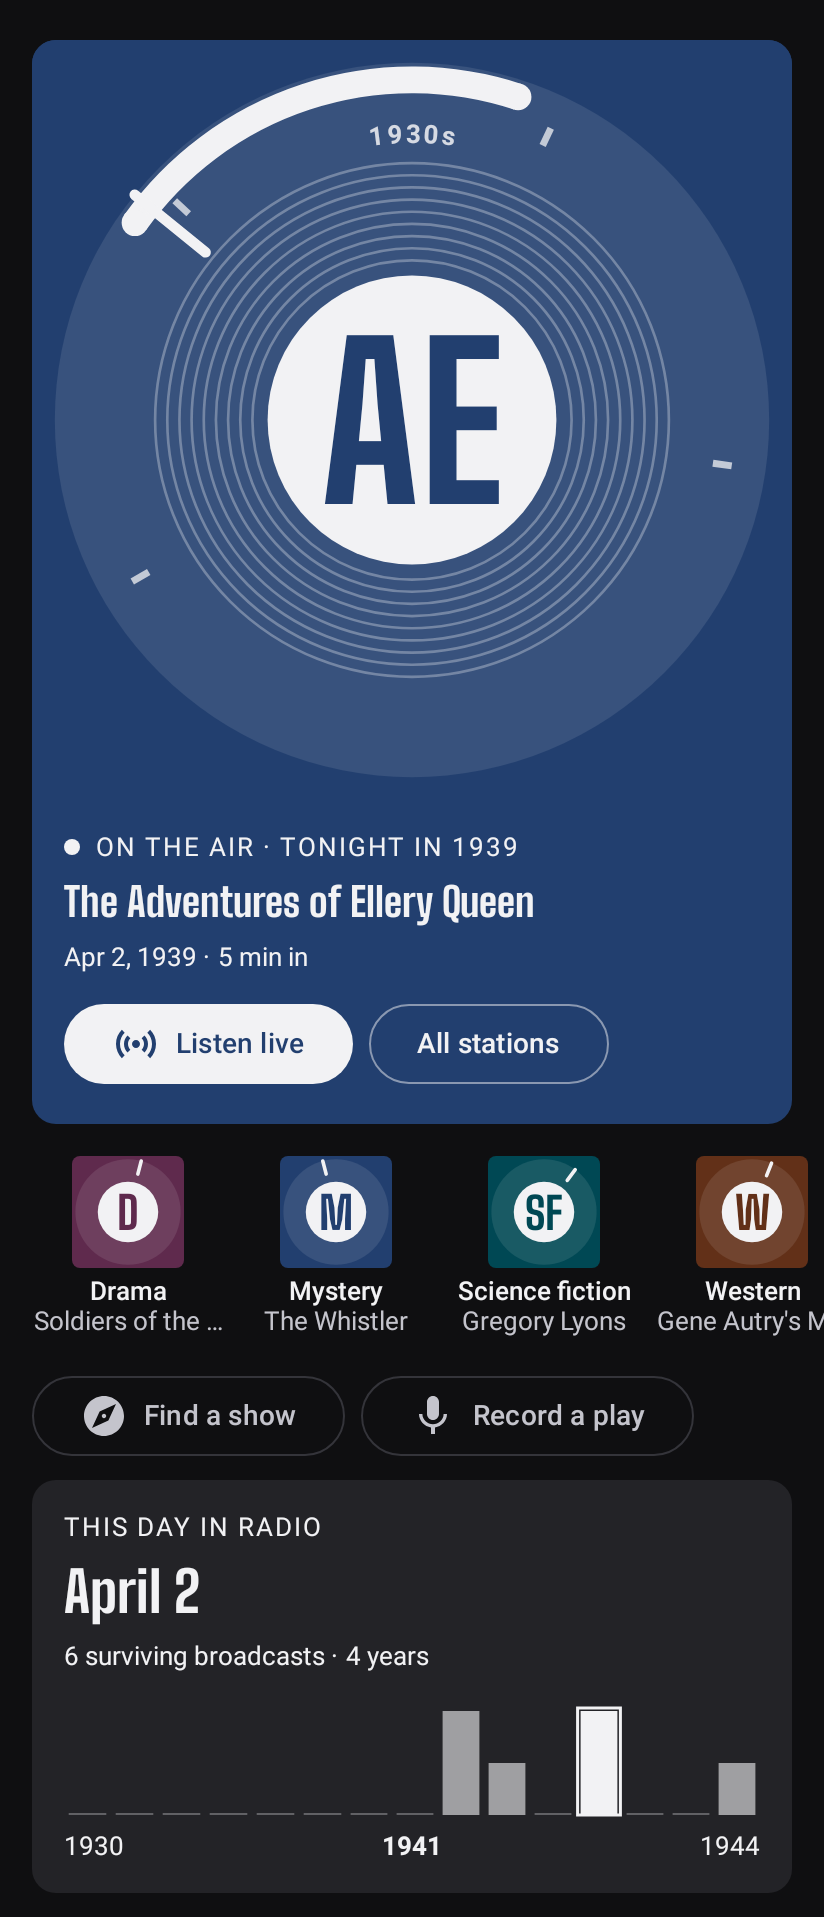 1930s
AE
ON THE AIR · TONIGHT IN 1939
The Adventures of Ellery Queen
Apr 2, 1939 · 5 min in
Listen live
All stations
D
M
SF
W
Drama
Mystery
Science fiction
Western
Soldiers of the ...
The Whistler
Gregory Lyons
Gene Autry's M
Find a show
Record a play
THIS DAY IN RADIO
April 2
6 surviving broadcasts · 4 years
1930
1941
1944